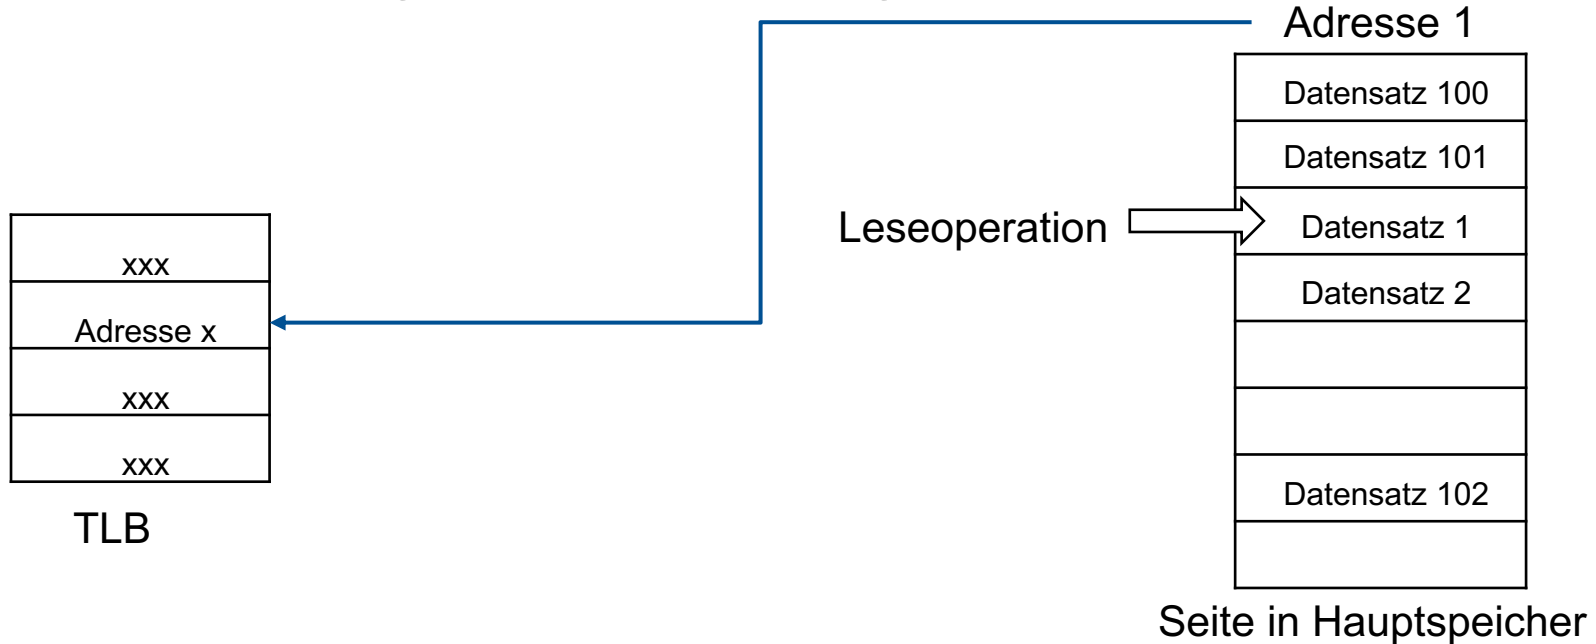 Adresse 1
Datensatz 100
Datensatz 101
Leseoperation
Datensatz 1
Datensatz 2
Datensatz 102
Seite in Hauptspeicher
xxx
Adresse x
xxx
xxx
TLB